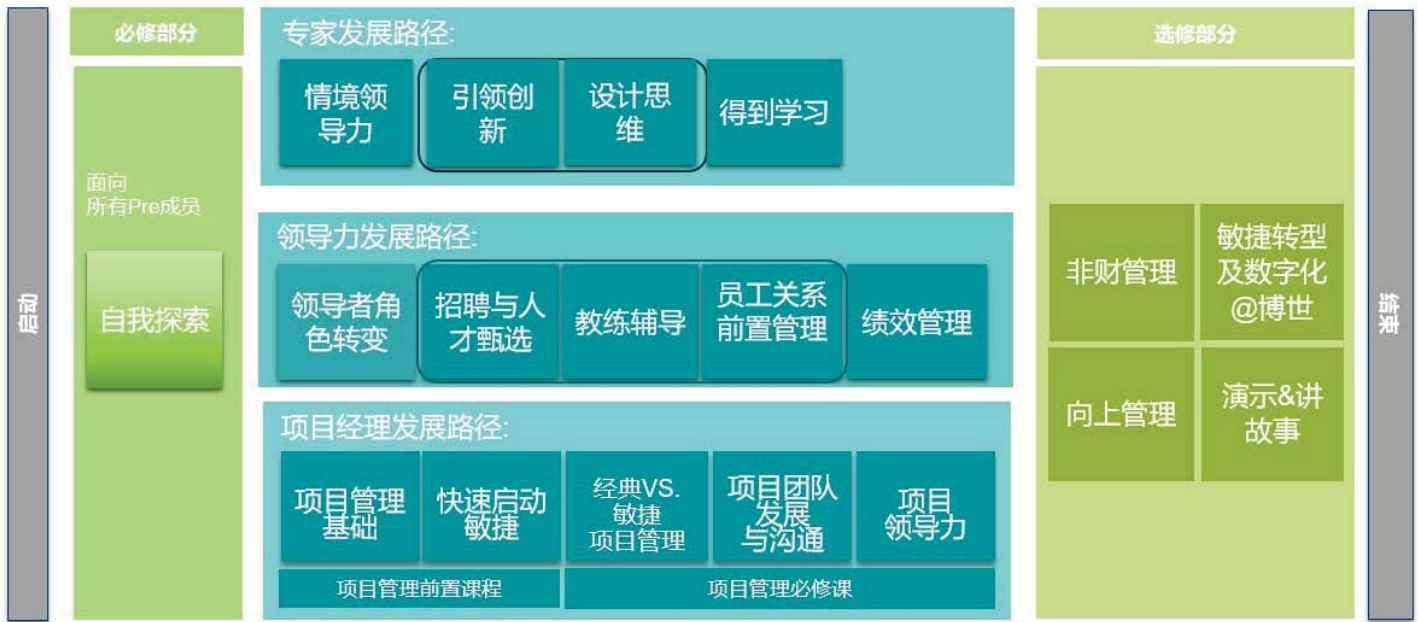 启动
必修部分
面向
所有Pre成员
自我探索
专家发展路径:
情境领
导力
引领创
新
设计思
维
得到学习
领导力发展路径:
领导者角
色转变
招聘与人
才甄选
教练辅导
员工关系
前置管理
绩效管理
项目经理发展路径:
项目管理
基础
快速启动
敏捷
经典VS.
敏捷
项目管理
项目团队
发展
与沟通
项目
领导力
项目管理前置课程
项目管理必修课
选修部分
非财管理
敏捷转型
及数字化
@博世
向上管理
演示&讲
故事
结束